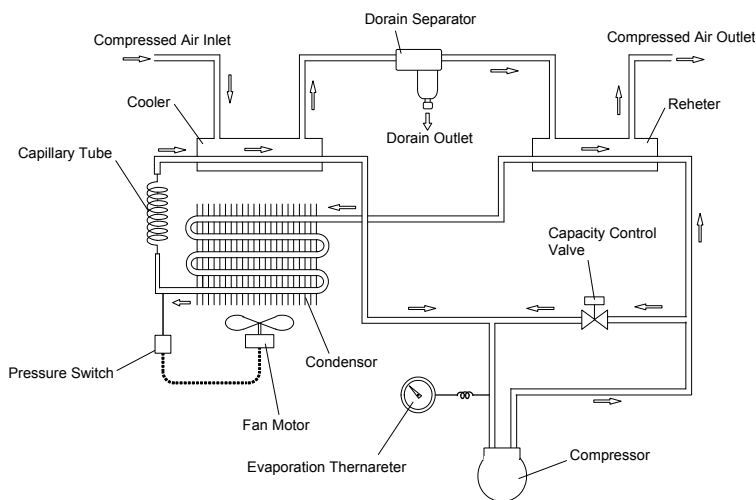 Dorain Separator
Compressed Air Inlet
Compressed Air Outlet
Cooler
Reheter
Dorain Outlet
Capillary Tube
Capacity Control
Valve
Condensor
Pressure Switch
Fan Motor
Evaporation Thernareter
Compressor